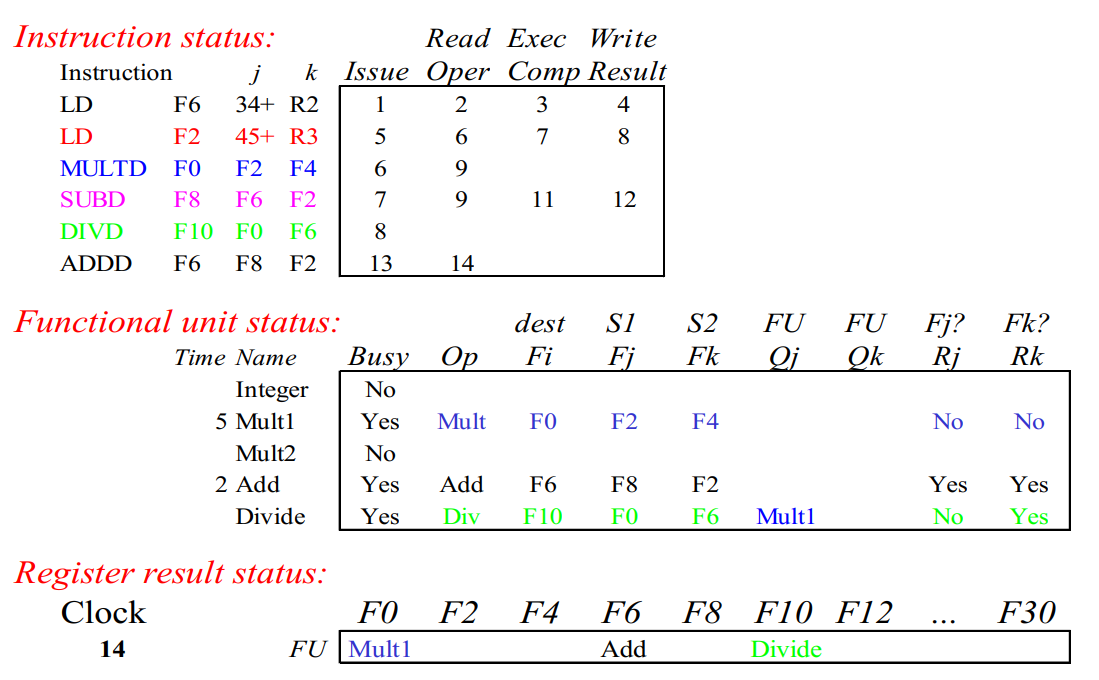 Instruction status: Read Exec Write
Instruction j k Issue Oper Comp Result
LD F6 34+ R2 1 2 3 4
LD F2 45+ R3 5 6 7 8
MULTD F0 F2 F4 6 9
SUBD F8 F6 F2 7 9 11 12
DIVD F10 F0 F6 8
ADDD F6 F8 F2 13 14
Functional unit status: dest S1 S2 FU FU Fj? Fk?
Time Name Busy Op Fi Fj Fk Qj Qk Rj Rk
Integer No
5 Mult1 Yes Mult F0 F2 F4 No No
Mult2 No
2 Add Yes Add F6 F8 F2 Yes Yes
Divide Yes Div F10 F0 F6 Mult1 No Yes
Register result status:
Clock F0 F2 F4 F6 F8 F10 F12 ... F30
14 FU Mult1 Add Divide